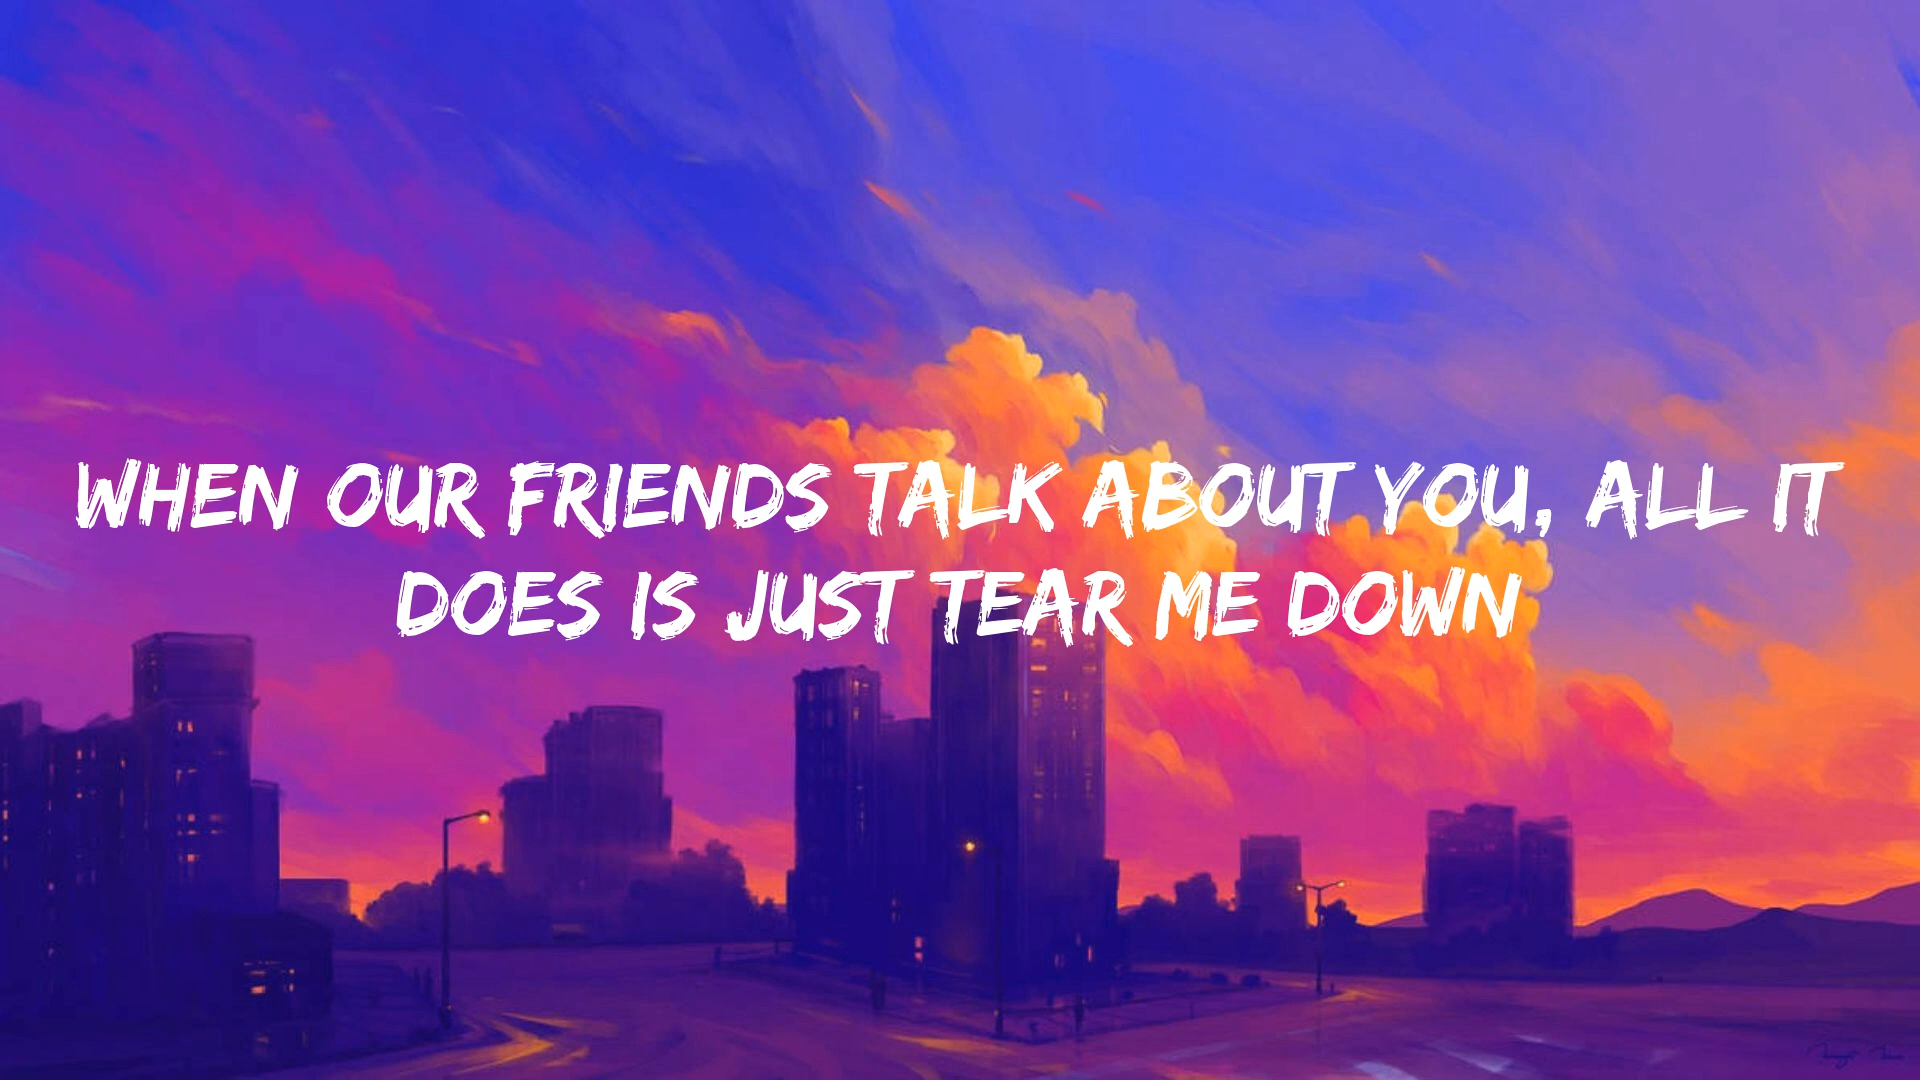 WHEN OUR FRIENDS TALK ABOUT YOU, ALL IT
DOES IS JUST TEAR ME DOWN